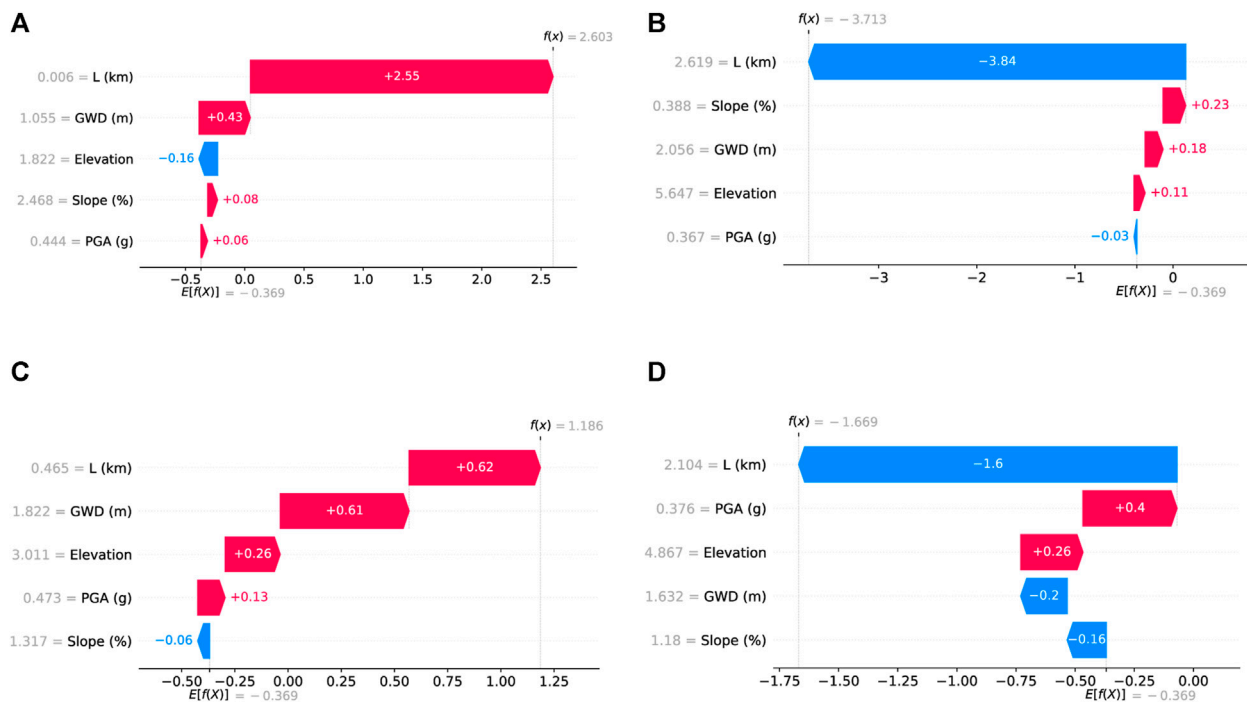 A
f(x) = 2.603
0.006 = L (km)
+2.55
1.055 = GWD (m)
+0.43
1.822 = Elevation
−0.16
2.468 = Slope (%)
+0.08
0.444 = PGA (g)
+0.06
−0.5 0.0 0.5 1.0 1.5 2.0 2.5
E[f(X)] = −0.369
B
f(x) = −3.713
2.619 = L (km)
−3.84
0.388 = Slope (%)
+0.23
2.056 = GWD (m)
+0.18
5.647 = Elevation
+0.11
0.367 = PGA (g)
−0.03
−3 −2 −1 0
E[f(X)] = −0.369
C
f(x) = 1.186
0.465 = L (km)
+0.62
1.822 = GWD (m)
+0.61
3.011 = Elevation
+0.26
0.473 = PGA (g)
+0.13
1.317 = Slope (%)
−0.06
−0.50 −0.25 0.00 0.25 0.50 0.75 1.00 1.25
E[f(X)] = −0.369
D
f(x) = −1.669
2.104 = L (km)
−1.6
0.376 = PGA (g)
+0.4
4.867 = Elevation
+0.26
1.632 = GWD (m)
−0.2
1.18 = Slope (%)
−0.16
−1.75 −1.50 −1.25 −1.00 −0.75 −0.50 −0.25 0.00
E[f(X)] = −0.369